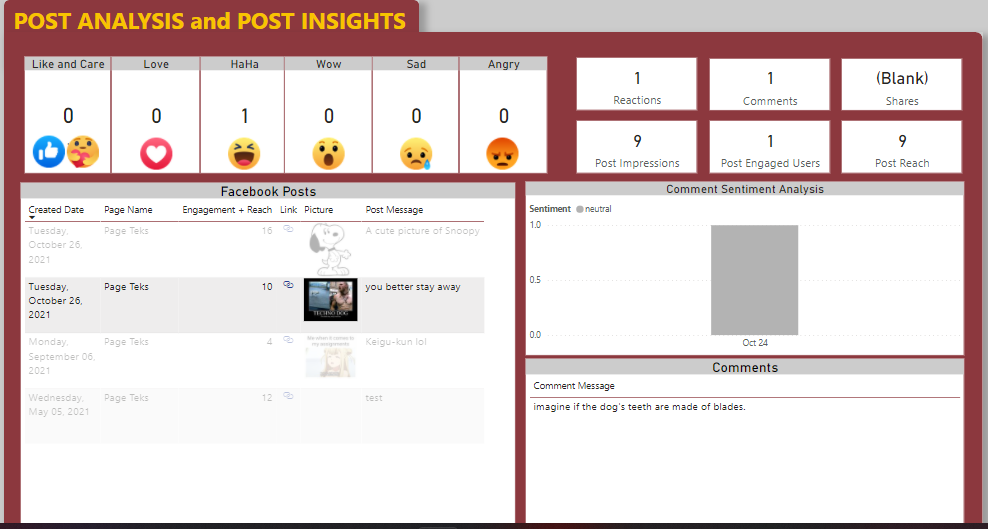 POST ANALYSIS and POST INSIGHTS
Like and Care
Love
HaHa
Wow
Sad
Angry
0
0
1
0
0
0
1
Reactions
1
Comments
(Blank)
Shares
9
Post Impressions
1
Post Engaged Users
9
Post Reach
Facebook Posts
Created Date Page Name Engagement + Reach Link Picture Post Message
Tuesday, October 26, 2021 Page Teks 16 A cute picture of Snoopy
Tuesday, October 26, 2021 Page Teks 10 you better stay away
TECHNO DOG
Monday, September 06, 2021 Page Teks 4 Keigu-kun lol
Me when it comes to
my assignments
Wednesday, May 05, 2021 Page Teks 12 test
Comment Sentiment Analysis
Sentiment neutral
1.0
0.5
0.0
Oct 24
Comments
Comment Message
imagine if the dog's teeth are made of blades.